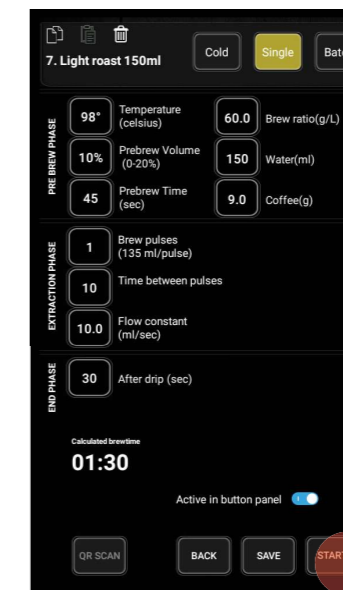 7. Light roast 150ml
Cold
Single
Bat
PRE BREW PHASE
98°
Temperature
(celsius)
60.0
Brew ratio(g/L)
10%
Prebrew Volume
(0-20%)
150
Water(ml)
45
Prebrew Time
(sec)
9.0
Coffee(g)
EXTRACTION PHASE
1
Brew pulses
(135 ml/pulse)
10
Time between pulses
10.0
Flow constant
(ml/sec)
END PHASE
30
After drip (sec)
Calculated brewtime
01:30
Active in button panel
QR SCAN
BACK
SAVE
START